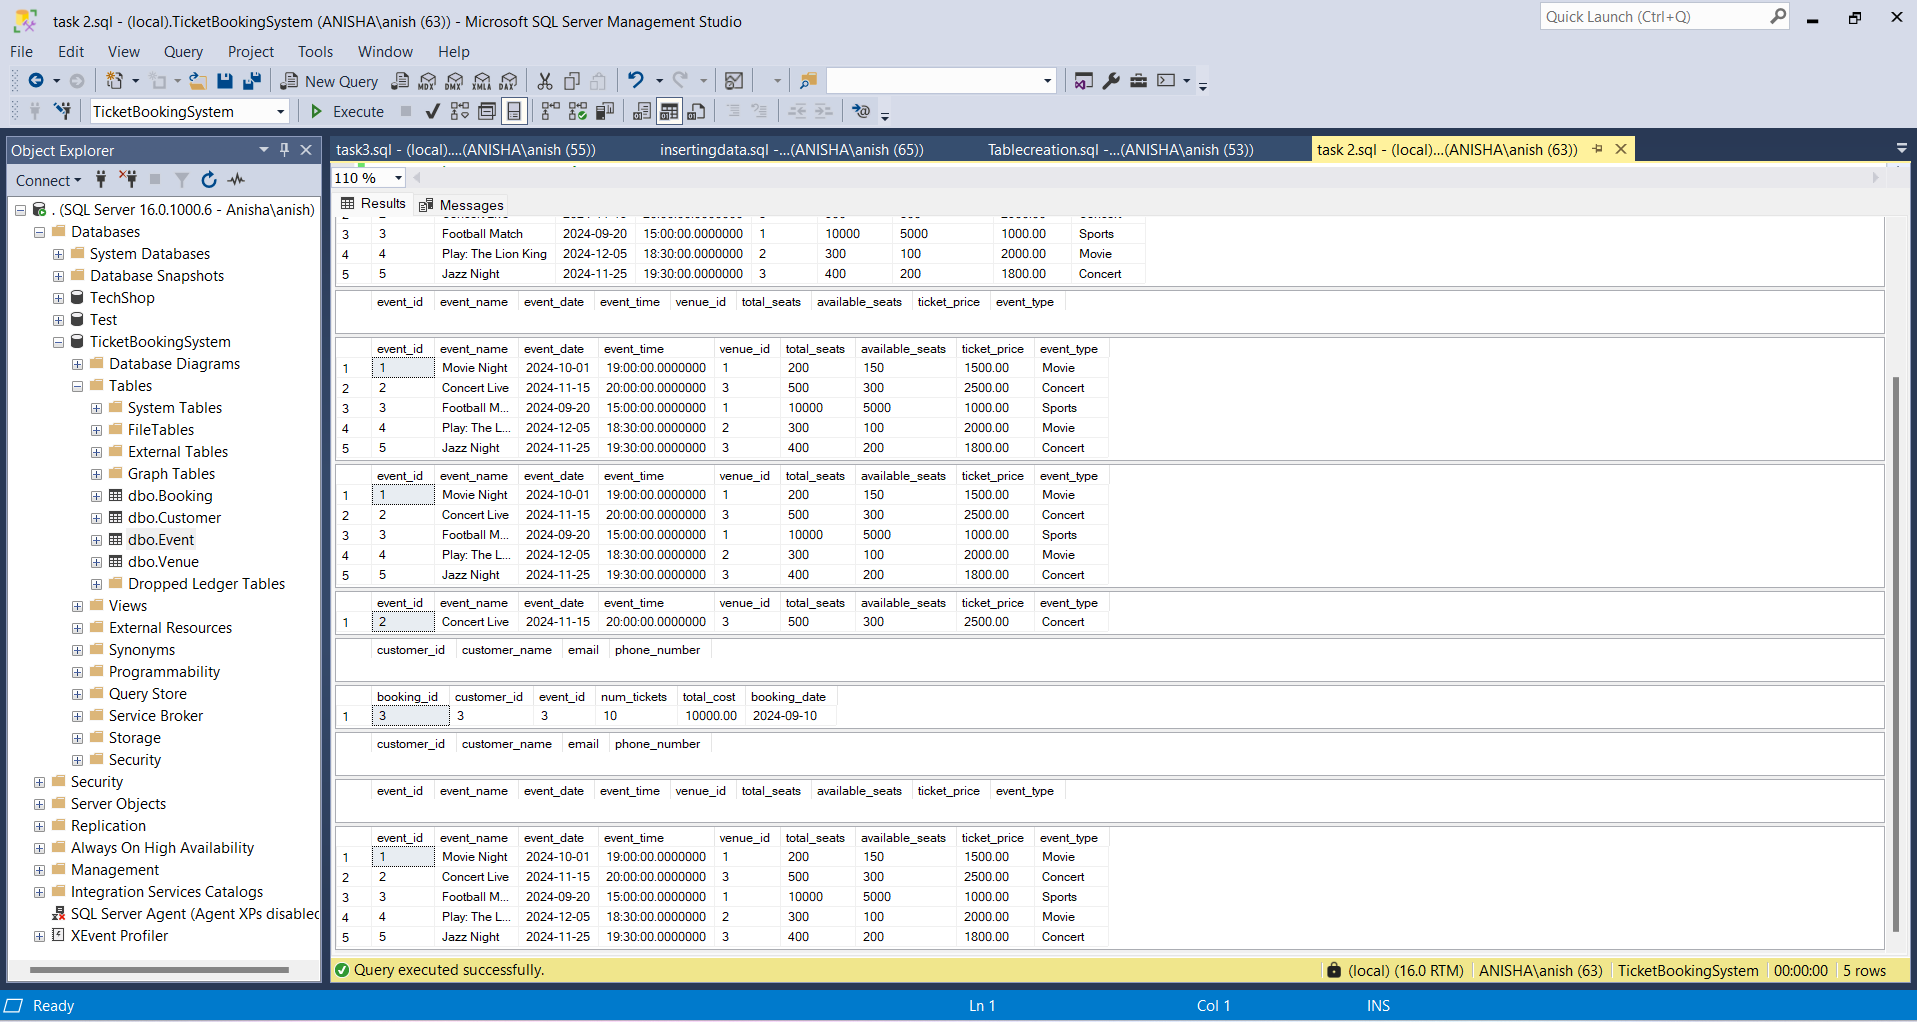 task 2.sql - (local).TicketBookingSystem (ANISHA\anish (63)) - Microsoft SQL Server Management Studio
Quick Launch (Ctrl+Q)
File Edit View Query Project Tools Window Help
New Query MDX DMX XMLA DAX
TicketBookingSystem Execute
Object Explorer
Connect
. (SQL Server 16.0.1000.6 - Anisha\anish)
Databases
System Databases
Database Snapshots
TechShop
Test
TicketBookingSystem
Database Diagrams
Tables
System Tables
FileTables
External Tables
Graph Tables
dbo.Booking
dbo.Customer
dbo.Event
dbo.Venue
Dropped Ledger Tables
Views
External Resources
Synonyms
Programmability
Query Store
Service Broker
Storage
Security
Security
Server Objects
Replication
Always On High Availability
Management
Integration Services Catalogs
SQL Server Agent (Agent XPs disabled
XEvent Profiler
task3.sql - (local)....(ANISHA\anish (55)) insertingdata.sql -...(ANISHA\anish (65)) Tablecreation.sql -...(ANISHA\anish (53)) task 2.sql - (local)...(ANISHA\anish (63))
110 %
Results Messages
3 3 Football Match 2024-09-20 15:00:00.0000000 1 10000 5000 1000.00 Sports
4 4 Play: The Lion King 2024-12-05 18:30:00.0000000 2 300 100 2000.00 Movie
5 5 Jazz Night 2024-11-25 19:30:00.0000000 3 400 200 1800.00 Concert
event_id event_name event_date event_time venue_id total_seats available_seats ticket_price event_type
event_id event_name event_date event_time venue_id total_seats available_seats ticket_price event_type
1 1 Movie Night 2024-10-01 19:00:00.0000000 1 200 150 1500.00 Movie
2 2 Concert Live 2024-11-15 20:00:00.0000000 3 500 300 2500.00 Concert
3 3 Football M... 2024-09-20 15:00:00.0000000 1 10000 5000 1000.00 Sports
4 4 Play: The L... 2024-12-05 18:30:00.0000000 2 300 100 2000.00 Movie
5 5 Jazz Night 2024-11-25 19:30:00.0000000 3 400 200 1800.00 Concert
event_id event_name event_date event_time venue_id total_seats available_seats ticket_price event_type
1 1 Movie Night 2024-10-01 19:00:00.0000000 1 200 150 1500.00 Movie
2 2 Concert Live 2024-11-15 20:00:00.0000000 3 500 300 2500.00 Concert
3 3 Football M... 2024-09-20 15:00:00.0000000 1 10000 5000 1000.00 Sports
4 4 Play: The L... 2024-12-05 18:30:00.0000000 2 300 100 2000.00 Movie
5 5 Jazz Night 2024-11-25 19:30:00.0000000 3 400 200 1800.00 Concert
event_id event_name event_date event_time venue_id total_seats available_seats ticket_price event_type
1 2 Concert Live 2024-11-15 20:00:00.0000000 3 500 300 2500.00 Concert
customer_id customer_name email phone_number
booking_id customer_id event_id num_tickets total_cost booking_date
1 3 3 3 10 10000.00 2024-09-10
customer_id customer_name email phone_number
event_id event_name event_date event_time venue_id total_seats available_seats ticket_price event_type
event_id event_name event_date event_time venue_id total_seats available_seats ticket_price event_type
1 1 Movie Night 2024-10-01 19:00:00.0000000 1 200 150 1500.00 Movie
2 2 Concert Live 2024-11-15 20:00:00.0000000 3 500 300 2500.00 Concert
3 3 Football M... 2024-09-20 15:00:00.0000000 1 10000 5000 1000.00 Sports
4 4 Play: The L... 2024-12-05 18:30:00.0000000 2 300 100 2000.00 Movie
5 5 Jazz Night 2024-11-25 19:30:00.0000000 3 400 200 1800.00 Concert
Query executed successfully. (local) (16.0 RTM) ANISHA\anish (63) TicketBookingSystem 00:00:00 5 rows
Ready Ln 1 Col 1 INS